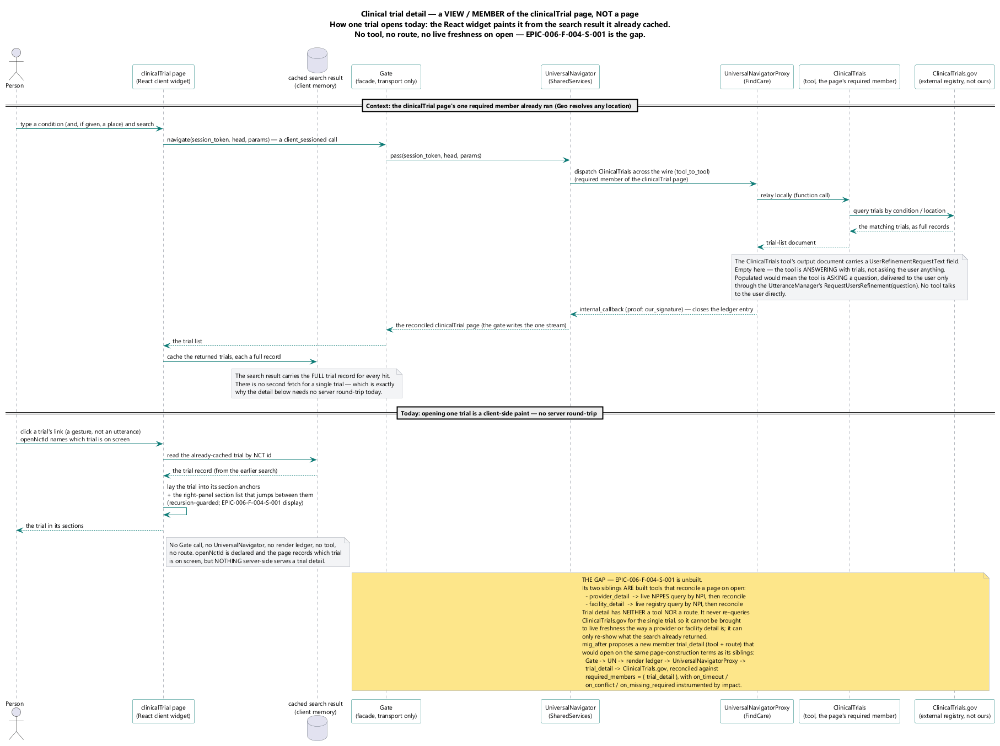 Clinical trial detail — a VIEW / MEMBER of the clinicalTrial page, NOT a page
How one trial opens today: the React widget paints it from the search result it already cached.
No tool, no route, no live freshness on open — EPIC-006-F-004-S-001 is the gap.
Person
clinicalTrial page
(React client widget)
cached search result
(client memory)
Gate
(facade, transport only)
UniversalNavigator
(SharedServices)
UniversalNavigatorProxy
(FindCare)
ClinicalTrials
(tool, the page's required member)
ClinicalTrials.gov
(external registry, not ours)
Context: the clinicalTrial page's one required member already ran (Geo resolves any location)
type a condition (and, if given, a place) and search
navigate(session_token, head, params) — a client_sessioned call
pass(session_token, head, params)
dispatch ClinicalTrials across the wire (tool_to_tool)
(required member of the clinicalTrial page)
relay locally (function call)
query trials by condition / location
the matching trials, as full records
trial-list document
The ClinicalTrials tool's output document carries a UserRefinementRequestText field.
Empty here — the tool is ANSWERING with trials, not asking the user anything.
Populated would mean the tool is ASKING a question, delivered to the user only
through the UtteranceManager's RequestUsersRefinement(question). No tool talks
to the user directly.
internal_callback (proof: our_signature) — closes the ledger entry
the reconciled clinicalTrial page (the gate writes the one stream)
the trial list
cache the returned trials, each a full record
The search result carries the FULL trial record for every hit.
There is no second fetch for a single trial — which is exactly
why the detail below needs no server round-trip today.
Today: opening one trial is a client-side paint — no server round-trip
click a trial's link (a gesture, not an utterance)
openNctId names which trial is on screen
read the already-cached trial by NCT id
the trial record (from the earlier search)
lay the trial into its section anchors
+ the right-panel section list that jumps between them
(recursion-guarded; EPIC-006-F-004-S-001 display)
the trial in its sections
No Gate call, no UniversalNavigator, no render ledger, no tool,
no route. openNctId is declared and the page records which trial
is on screen, but NOTHING server-side serves a trial detail.
THE GAP — EPIC-006-F-004-S-001 is unbuilt.
Its two siblings ARE built tools that reconcile a page on open:
- provider_detail -> live NPPES query by NPI, then reconcile
- facility_detail -> live registry query by NPI, then reconcile
Trial detail has NEITHER a tool NOR a route. It never re-queries
ClinicalTrials.gov for the single trial, so it cannot be brought
to live freshness the way a provider or facility detail is; it can
only re-show what the search already returned.
mig_after proposes a new member trial_detail (tool + route) that
would open on the same page-construction terms as its siblings:
Gate -> UN -> render ledger -> UniversalNavigatorProxy ->
trial_detail -> ClinicalTrials.gov, reconciled against
required_members = { trial_detail }, with on_timeout /
on_conflict / on_missing_required instrumented by impact.
Person
clinicalTrial page
(React client widget)
cached search result
(client memory)
Gate
(facade, transport only)
UniversalNavigator
(SharedServices)
UniversalNavigatorProxy
(FindCare)
ClinicalTrials
(tool, the page's required member)
ClinicalTrials.gov
(external registry, not ours)